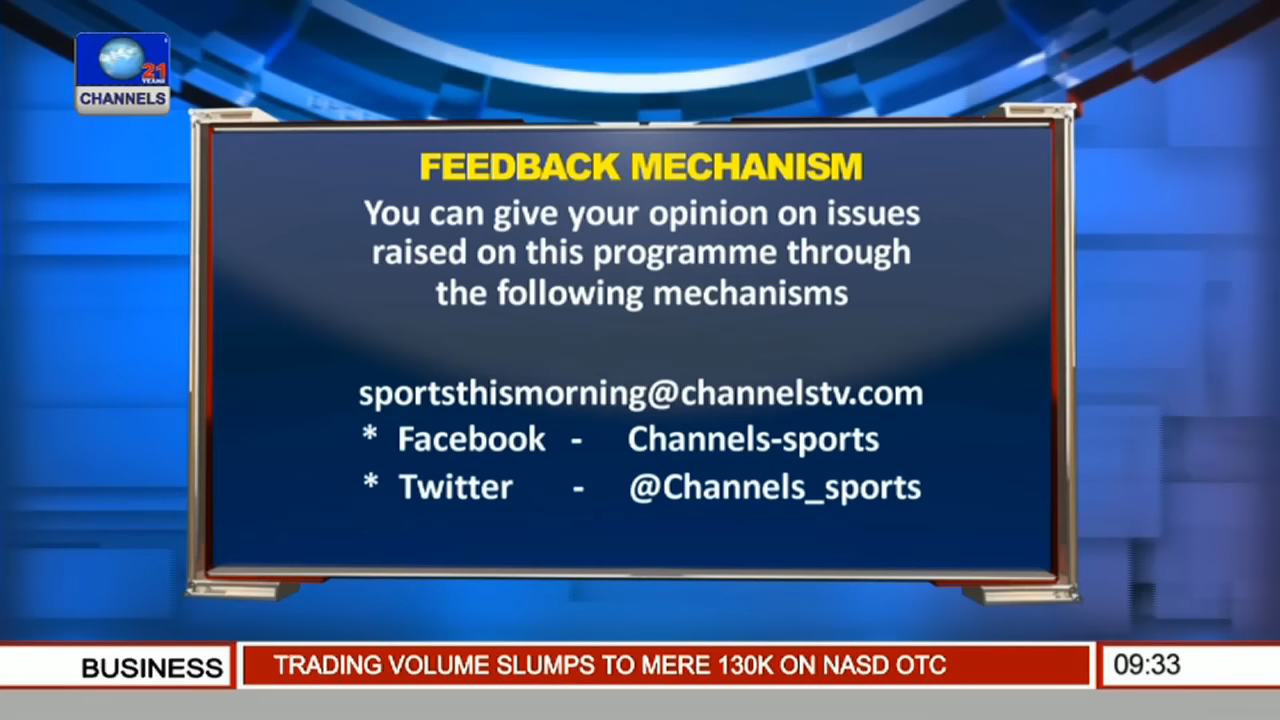 21
YEARS
CHANNELS
FEEDBACK MECHANISM
You can give your opinion on issues
raised on this programme through
the following mechanisms
sportsthismorning@channelstv.com
* Facebook - Channels-sports
* Twitter - @Channels_sports
BUSINESS TRADING VOLUME SLUMPS TO MERE 130K ON NASD OTC 09:33